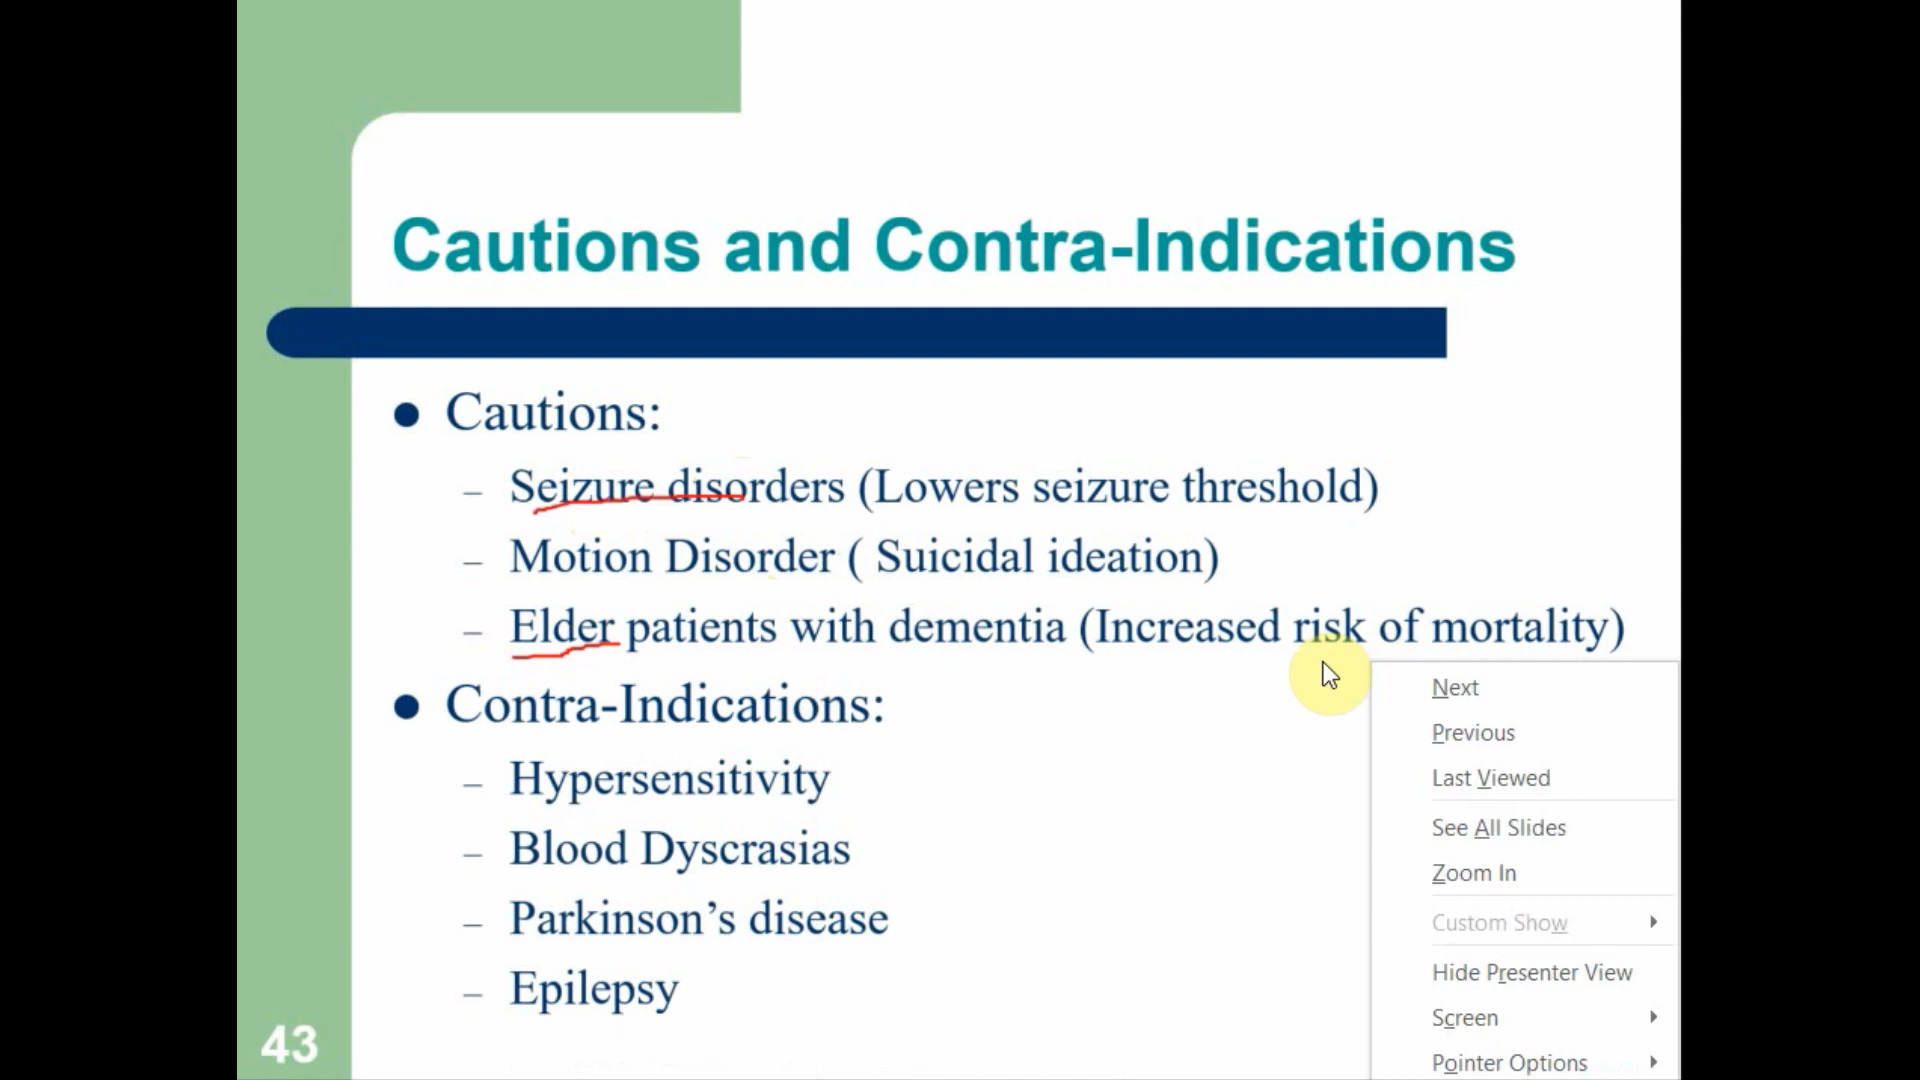 Cautions and Contra-Indications
● Cautions:
– Seizure disorders (Lowers seizure threshold)
– Motion Disorder ( Suicidal ideation)
– Elder patients with dementia (Increased risk of mortality)
● Contra-Indications:
– Hypersensitivity
– Blood Dyscrasias
– Parkinson’s disease
– Epilepsy
43
Next
Previous
Last Viewed
See All Slides
Zoom In
Custom Show
Hide Presenter View
Screen
Pointer Options